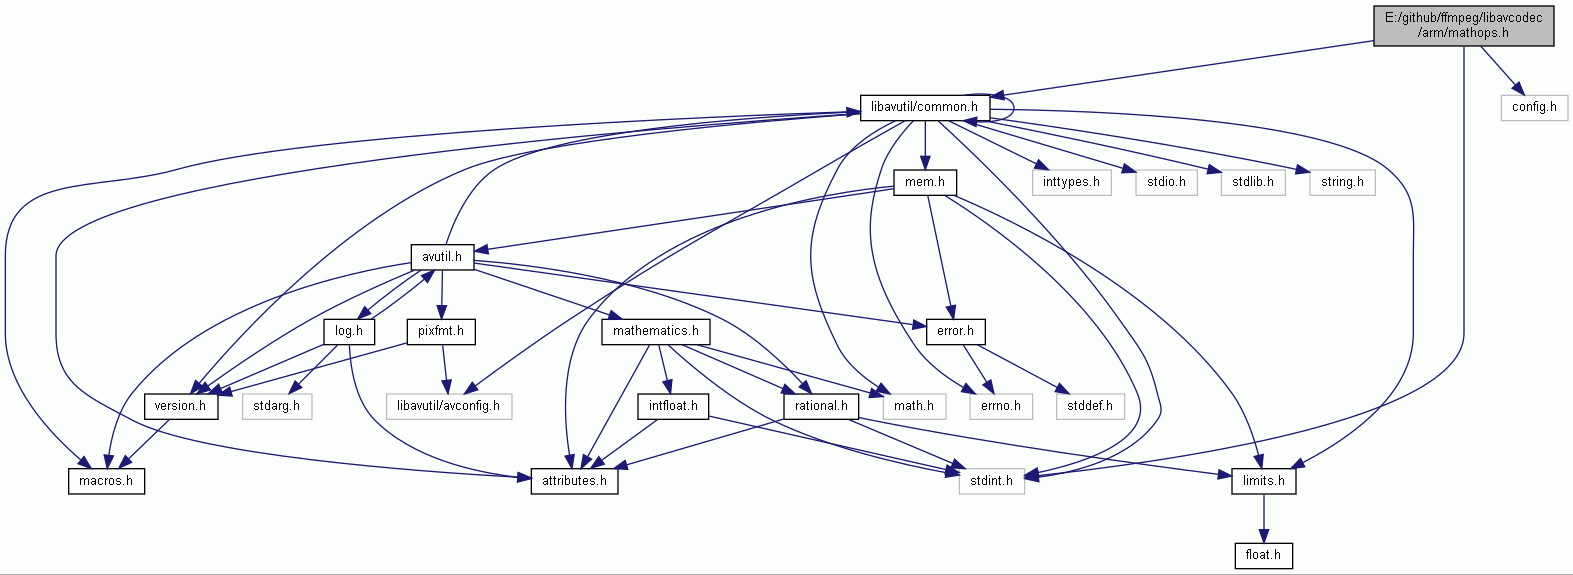 E:/github/ffmpeg/libavcodec
/arm/mathops.h
libavutil/common.h
config.h
mem.h
inttypes.h
stdio.h
stdlib.h
string.h
avutil.h
log.h
pixfmt.h
mathematics.h
error.h
version.h
stdarg.h
libavutil/avconfig.h
intfloat.h
rational.h
math.h
errno.h
stddef.h
macros.h
attributes.h
stdint.h
limits.h
float.h